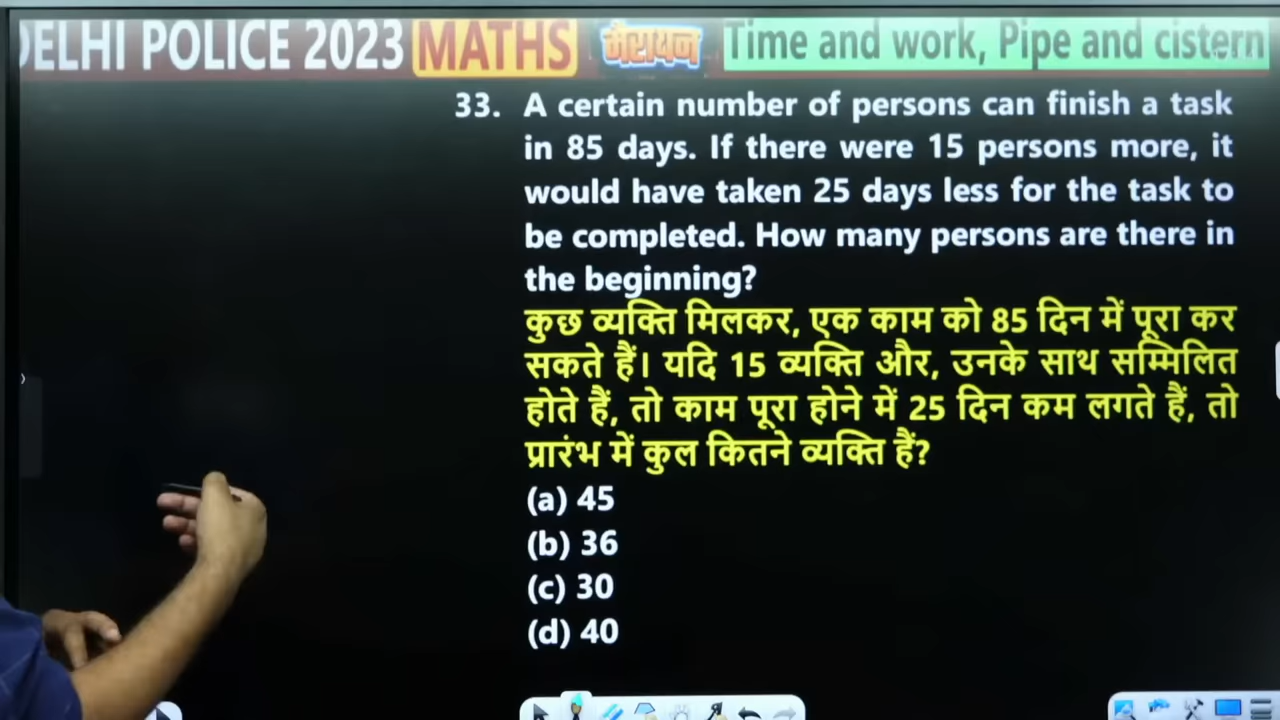 DELHI POLICE 2023 MATHS मैराथन Time and work, Pipe and cistern
33. A certain number of persons can finish a task
in 85 days. If there were 15 persons more, it
would have taken 25 days less for the task to
be completed. How many persons are there in
the beginning?
कुछ व्यक्ति मिलकर, एक काम को 85 दिन में पूरा कर
सकते हैं। यदि 15 व्यक्ति और, उनके साथ सम्मिलित
होते हैं, तो काम पूरा होने में 25 दिन कम लगते हैं, तो
प्रारंभ में कुल कितने व्यक्ति हैं?
(a) 45
(b) 36
(c) 30
(d) 40